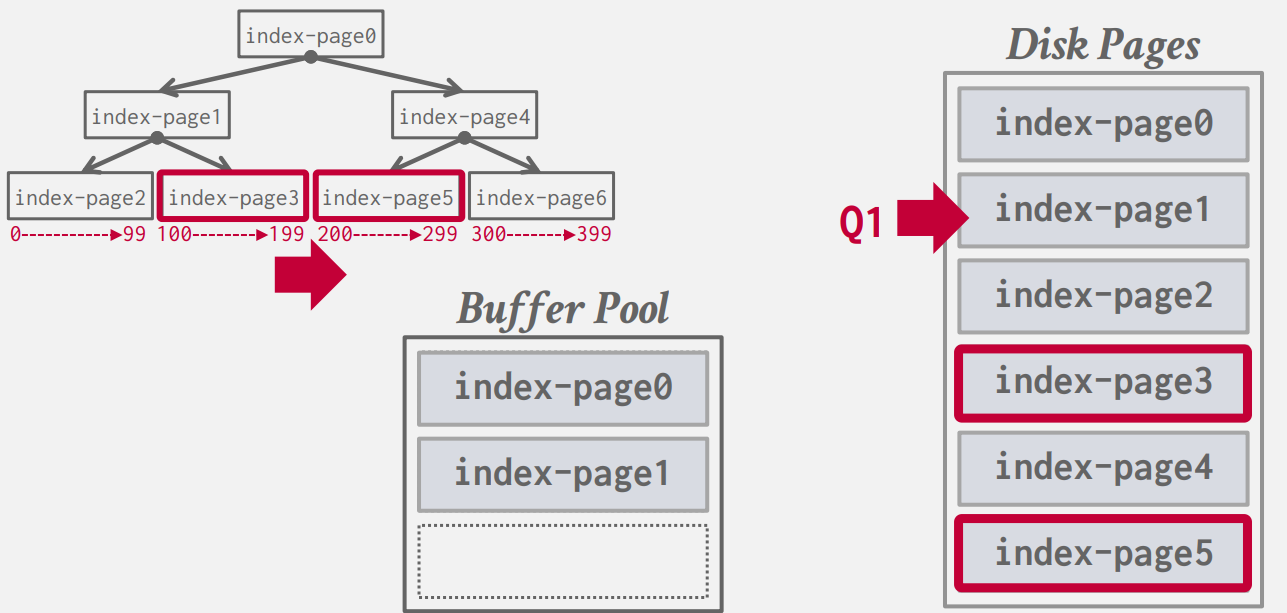 index-page0
index-page1
index-page4
index-page2
index-page3
index-page5
index-page6
0 99 100 199 200 299 300 399
Buffer Pool
index-page0
index-page1
Q1
Disk Pages
index-page0
index-page1
index-page2
index-page3
index-page4
index-page5